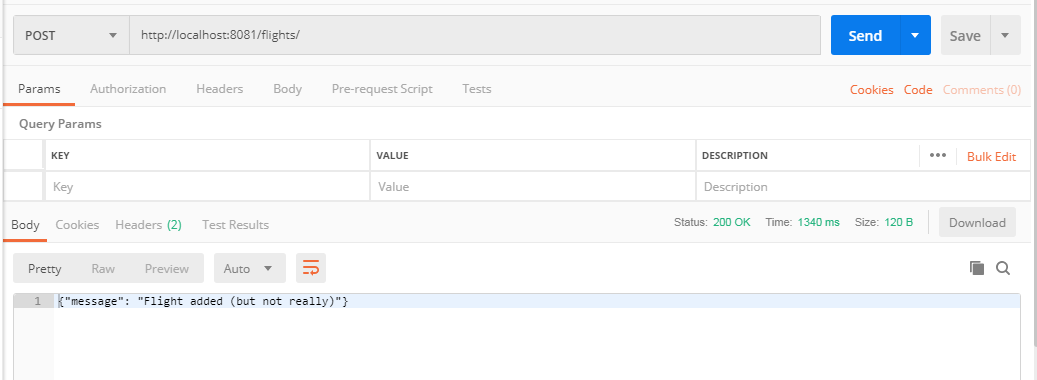 POST http://localhost:8081/flights/ Send Save
Params Authorization Headers Body Pre-request Script Tests Cookies Code Comments (0)
Query Params
KEY VALUE DESCRIPTION ••• Bulk Edit
Key Value Description
Body Cookies Headers (2) Test Results Status: 200 OK Time: 1340 ms Size: 120 B Download
Pretty Raw Preview Auto
1 {"message": "Flight added (but not really)"}